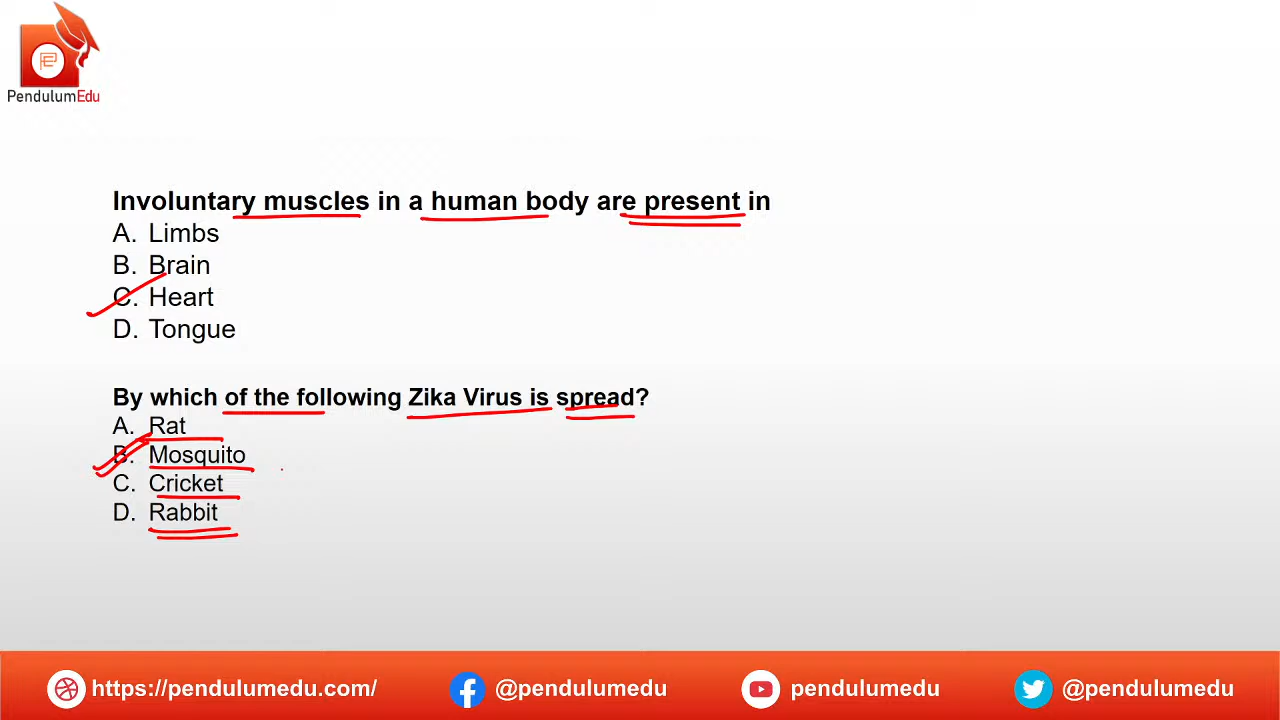 PendulumEdu
Involuntary muscles in a human body are present in
A. Limbs
B. Brain
C. Heart
D. Tongue
By which of the following Zika Virus is spread?
A. Rat
B. Mosquito
C. Cricket
D. Rabbit
https://pendulumedu.com/ @pendulumedu pendulumedu @pendulumedu